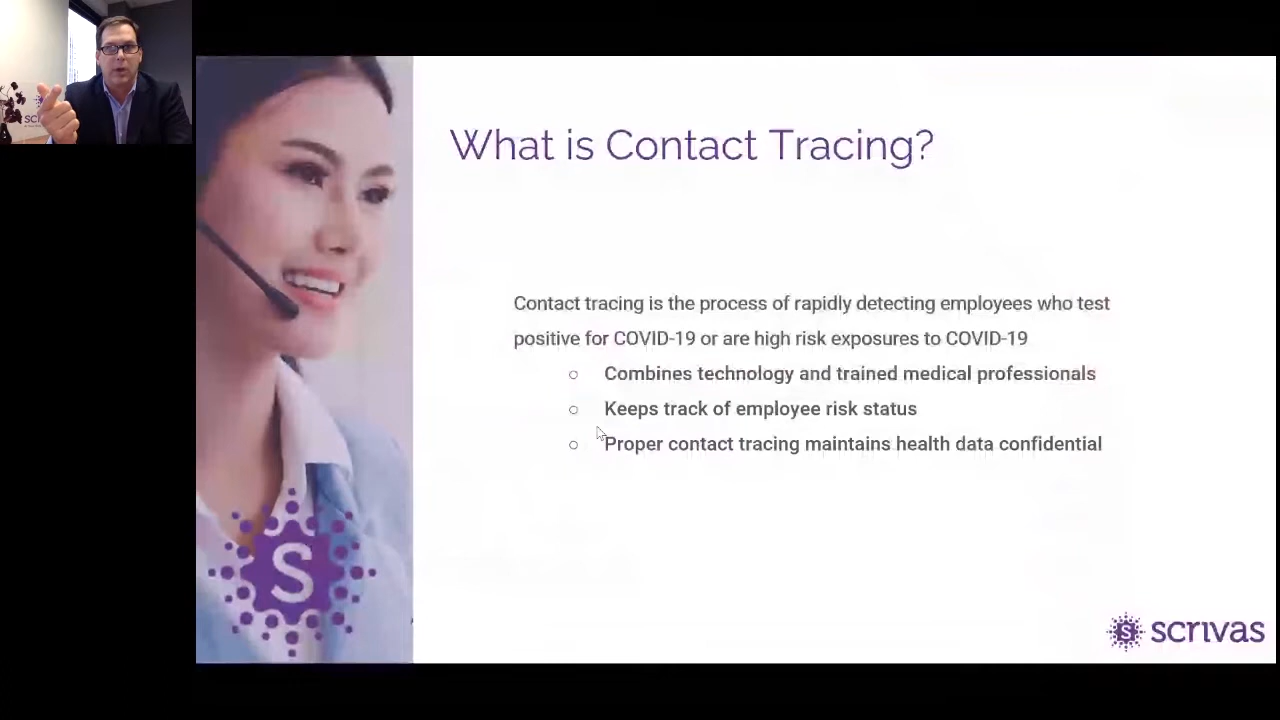 What is Contact Tracing?
Contact tracing is the process of rapidly detecting employees who test
positive for COVID-19 or are high risk exposures to COVID-19
Combines technology and trained medical professionals
Keeps track of employee risk status
Proper contact tracing maintains health data confidential
S
S
scrivas